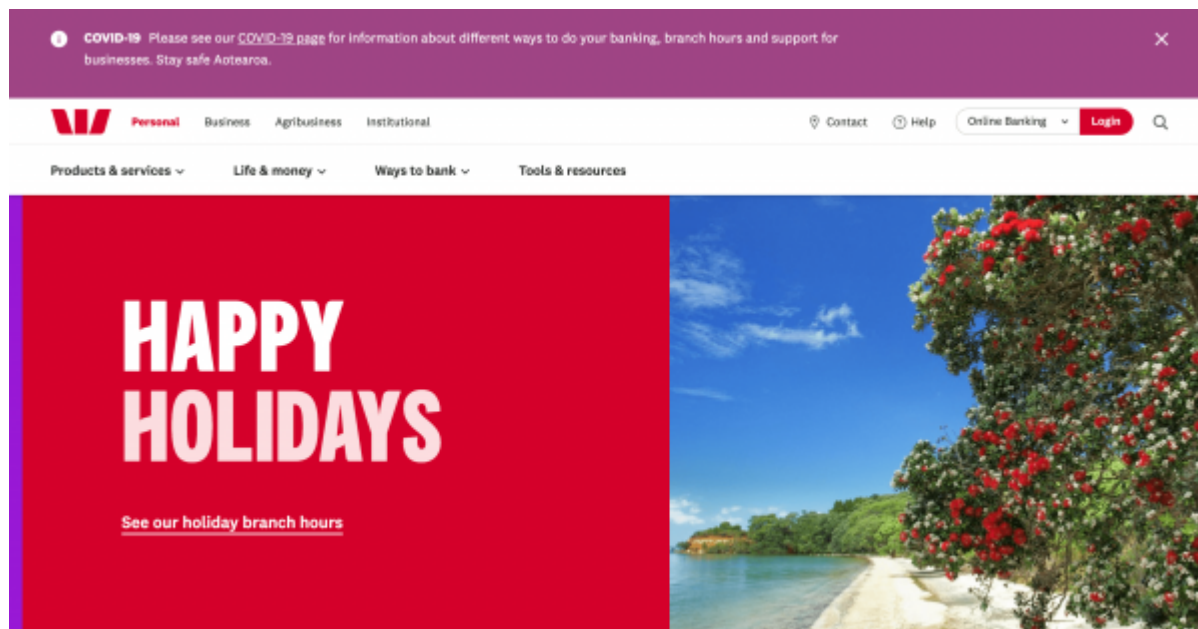 COVID-19 Please see our COVID-19 page for information about different ways to do your banking, branch hours and support for
businesses. Stay safe Aotearoa.
Personal Business Agribusiness Institutional Contact Help Online Banking Login
Products & services Life & money Ways to bank Tools & resources
HAPPY
HOLIDAYS
See our holiday branch hours